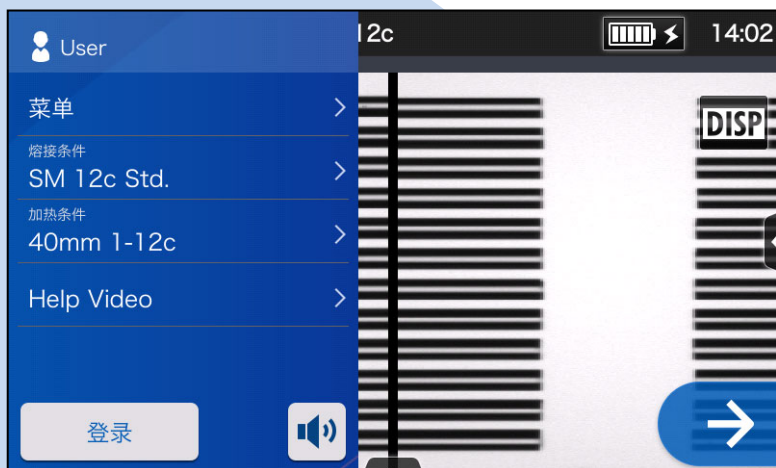 User
12c
14:02
菜单
DISP
熔接条件
SM 12c Std.
加热条件
40mm 1-12c
Help Video
登录